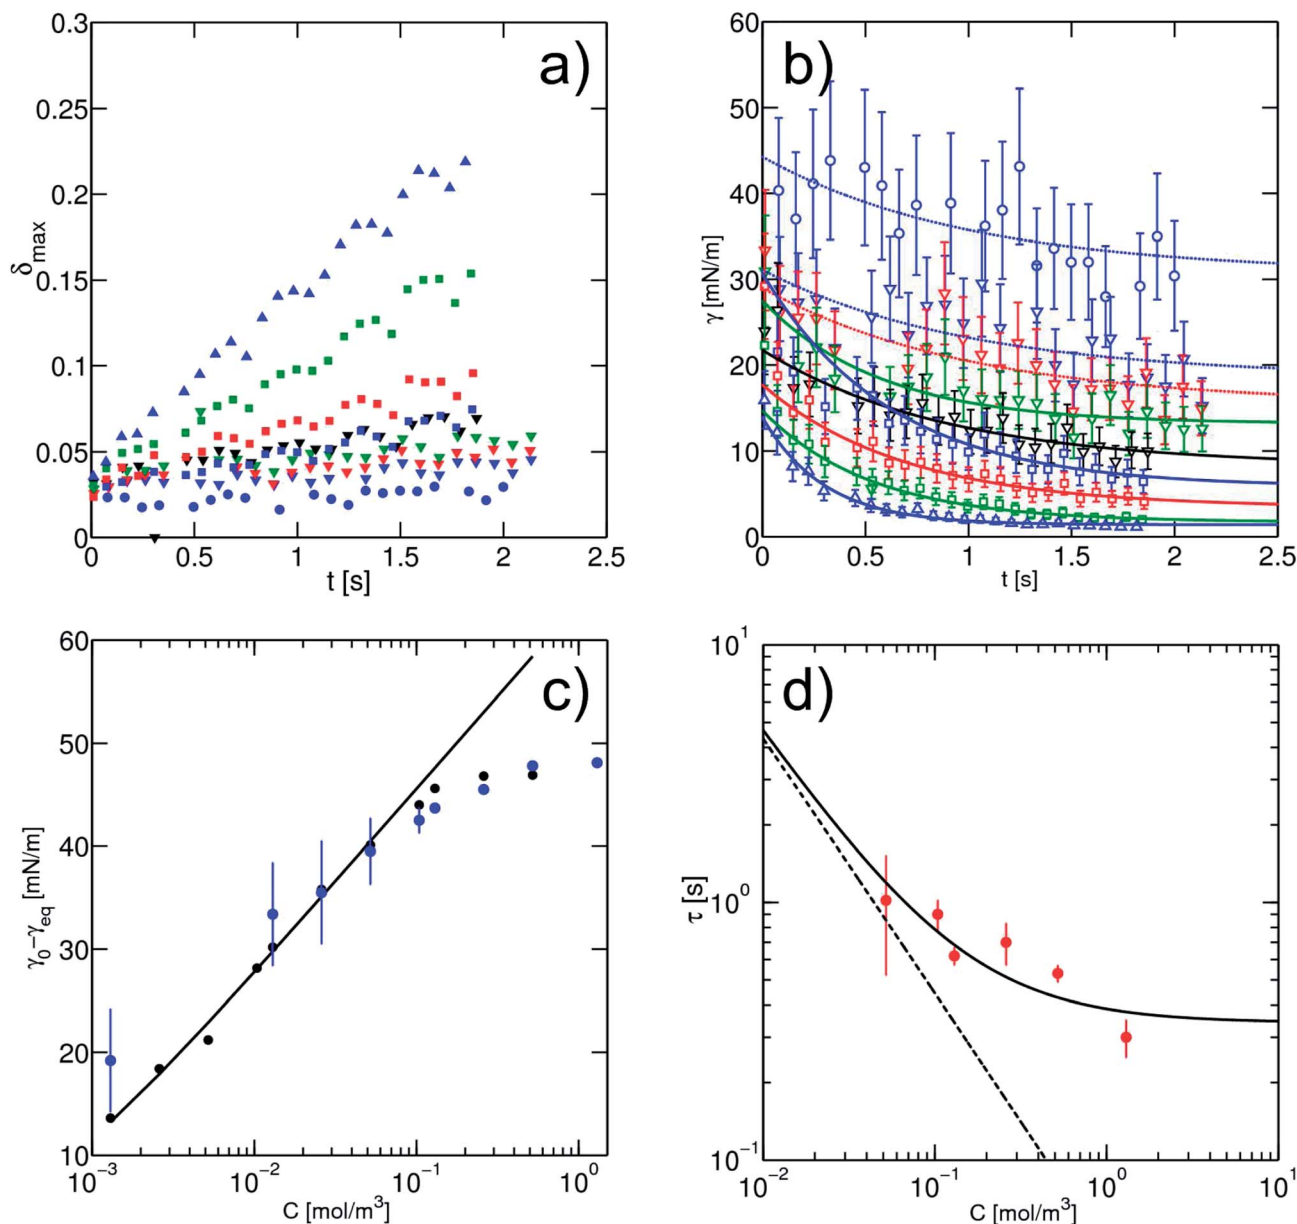 a)
0.3
0.25
0.2
0.15
0.1
0.05
0
δmax
0 0.5 1 1.5 2 2.5
t [s]
b)
60
50
40
30
20
10
0
γ [mN/m]
0 0.5 1 1.5 2 2.5
t [s]
c)
60
50
40
30
20
10
γ₀−γeq [mN/m]
10⁻³ 10⁻² 10⁻¹ 10⁰
C [mol/m³]
d)
10¹
10⁰
10⁻¹
τ [s]
10⁻² 10⁻¹ 10⁰ 10¹
C [mol/m³]